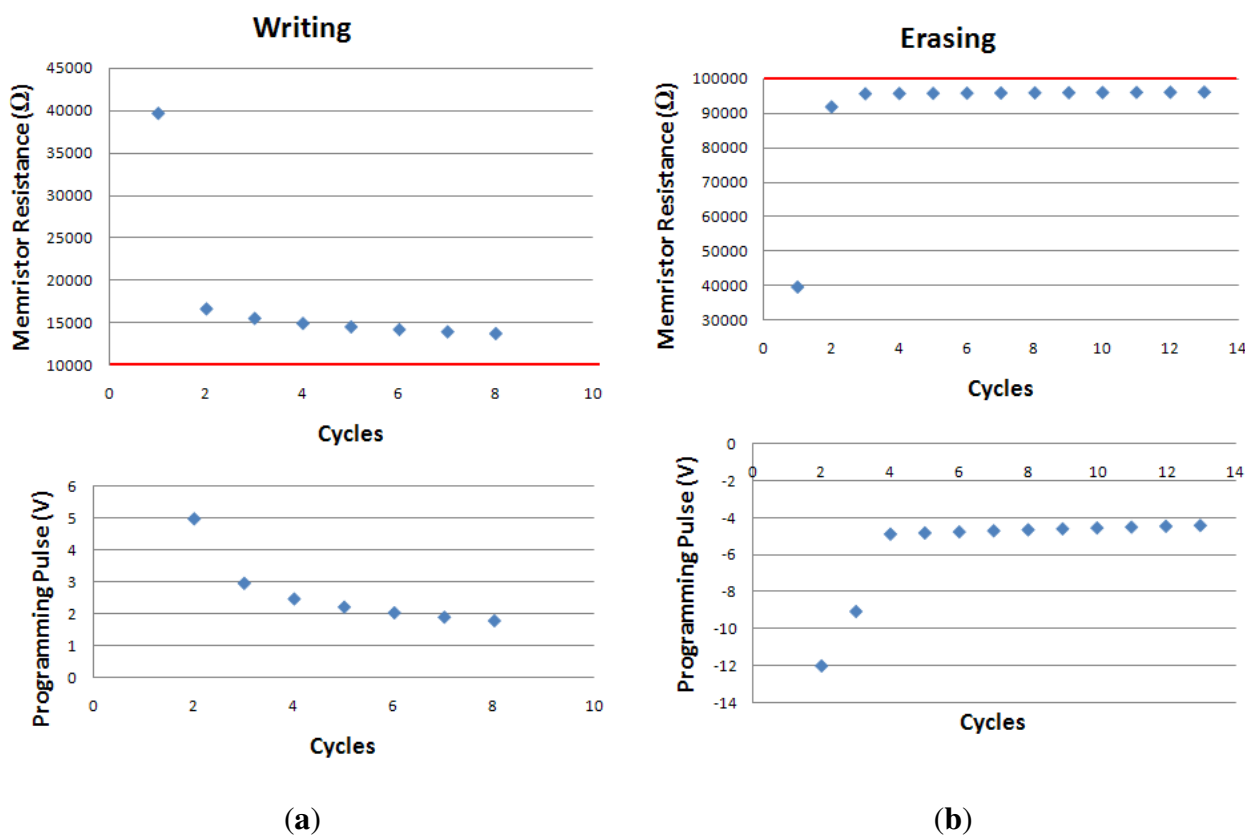 Writing
Memristor Resistance (Ω)
45000
40000
35000
30000
25000
20000
15000
10000
0 2 4 6 8 10
Cycles
Programming Pulse (V)
6
5
4
3
2
1
0
0 2 4 6 8 10
Cycles
(a)
Erasing
Memristor Resistance (Ω)
100000
90000
80000
70000
60000
50000
40000
30000
0 2 4 6 8 10 12 14
Cycles
Programming Pulse (V)
0
0 2 4 6 8 10 12 14
-2
-4
-6
-8
-10
-12
-14
Cycles
(b)